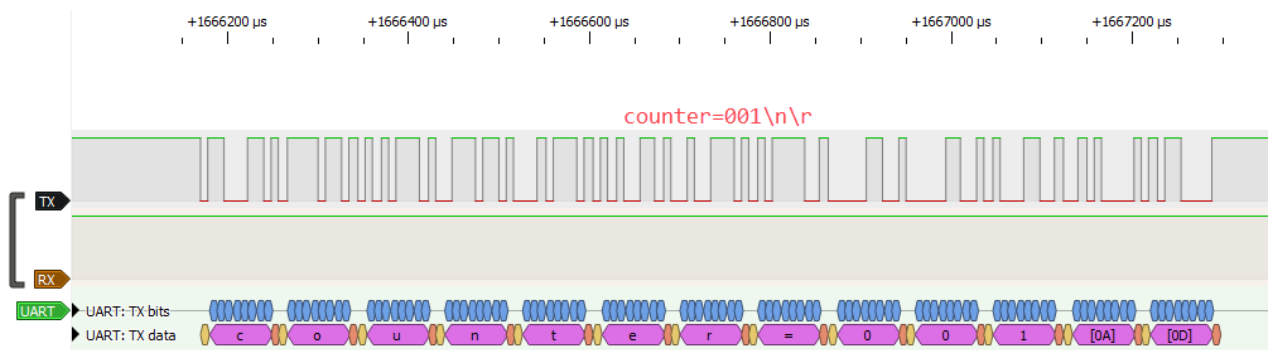 +1666200 µs +1666400 µs +1666600 µs +1666800 µs +1667000 µs +1667200 µs
counter=001\n\r
TX
RX
UART UART: TX bits
UART: TX data c o u n t e r = 0 0 1 [0A] [0D]